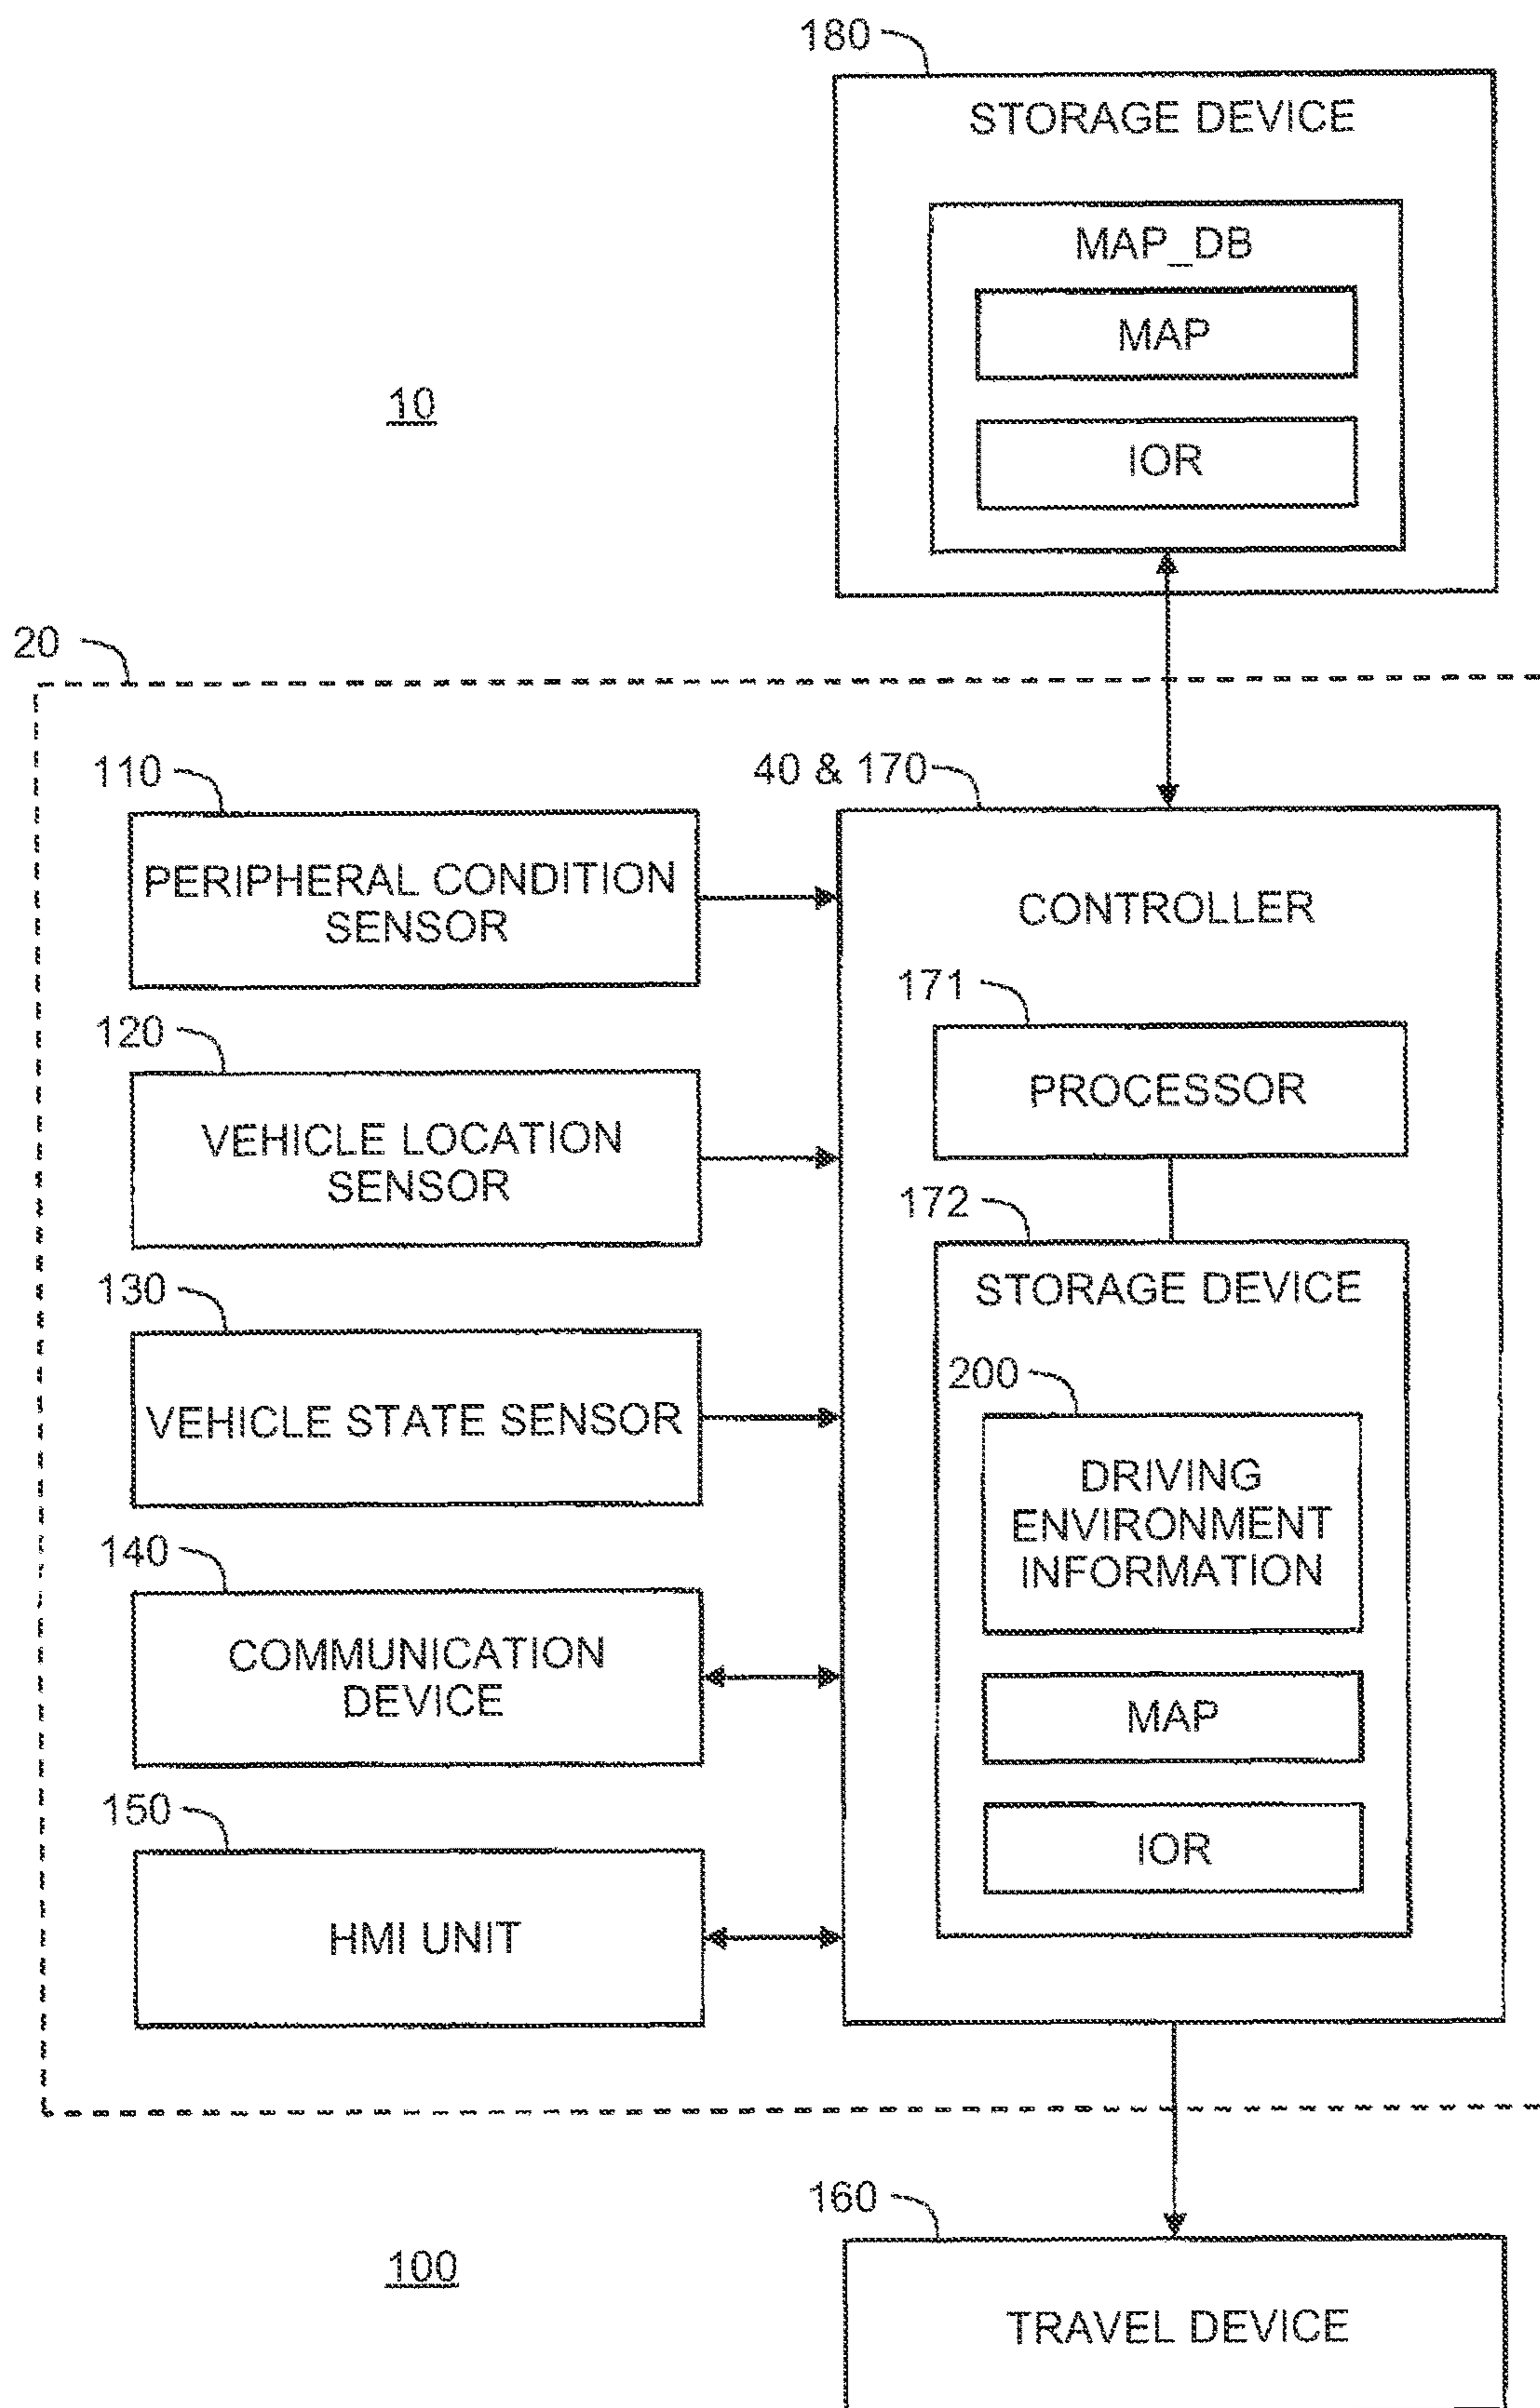 180
STORAGE DEVICE
MAP_DB
MAP
IOR
10
20
110
PERIPHERAL CONDITION
SENSOR
120
VEHICLE LOCATION
SENSOR
130
VEHICLE STATE SENSOR
140
COMMUNICATION
DEVICE
150
HMI UNIT
40 & 170
CONTROLLER
171
PROCESSOR
172
STORAGE DEVICE
200
DRIVING
ENVIRONMENT
INFORMATION
MAP
IOR
100
160
TRAVEL DEVICE